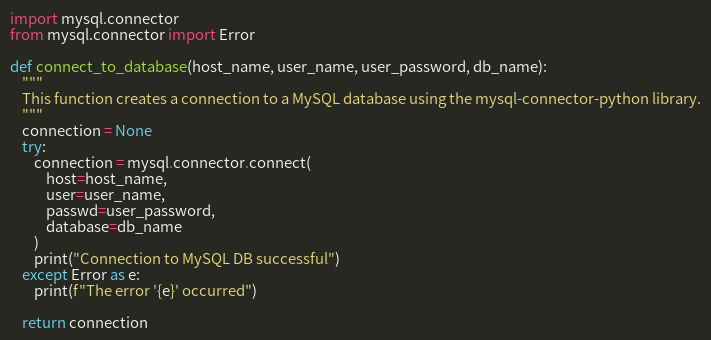 import mysql.connector
from mysql.connector import Error

def connect_to_database(host_name, user_name, user_password, db_name):
    """
    This function creates a connection to a MySQL database using the mysql-connector-python library.
    """
    connection = None
    try:
        connection = mysql.connector.connect(
            host=host_name,
            user=user_name,
            passwd=user_password,
            database=db_name
        )
        print("Connection to MySQL DB successful")
    except Error as e:
        print(f"The error '{e}' occurred")

    return connection